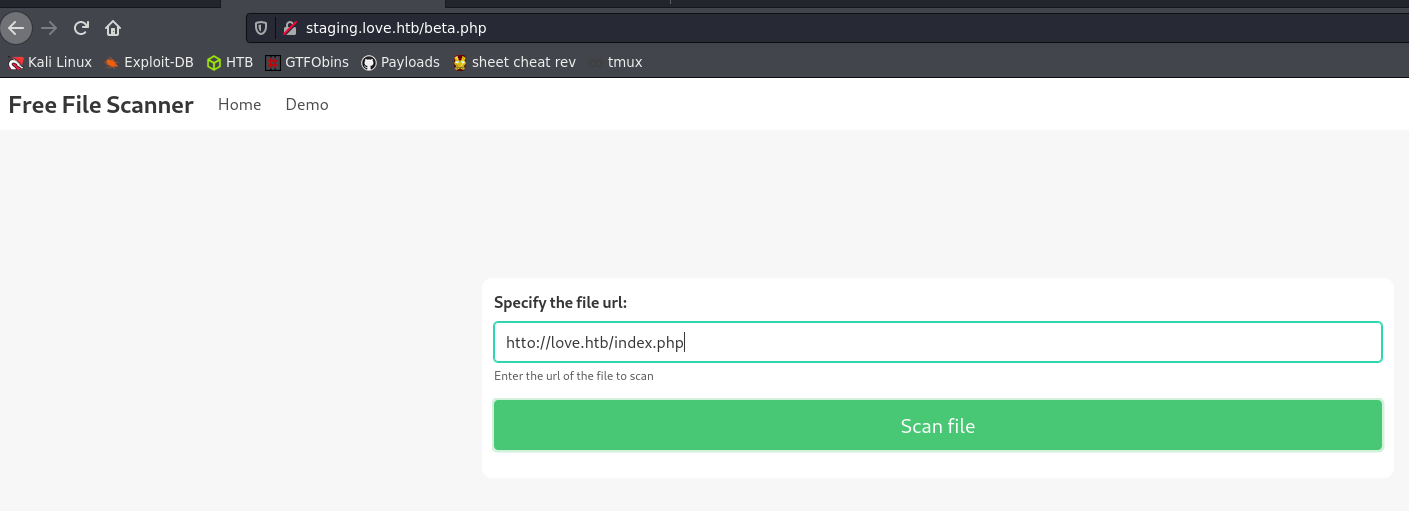 staging.love.htb/beta.php
Kali Linux Exploit-DB HTB GTFObins Payloads sheet cheat rev tmux
Free File Scanner Home Demo
Specify the file url:
htto://love.htb/index.php
Enter the url of the file to scan
Scan file